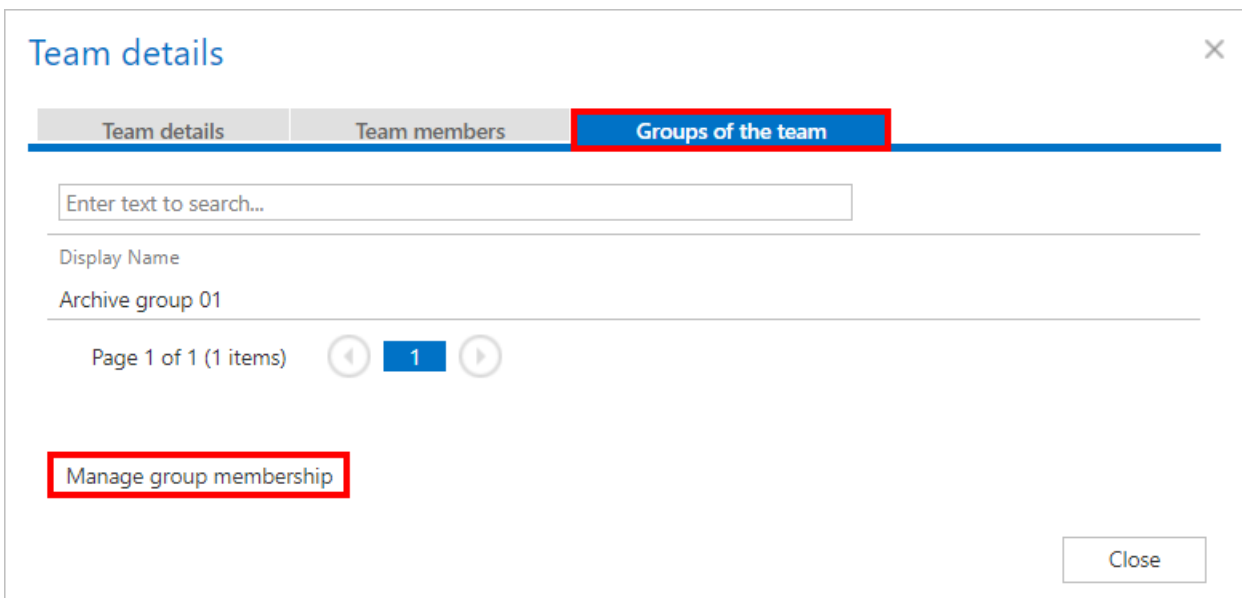 Team details
Team details Team members Groups of the team
Enter text to search...
Display Name
Archive group 01
Page 1 of 1 (1 items) 1
Manage group membership
Close